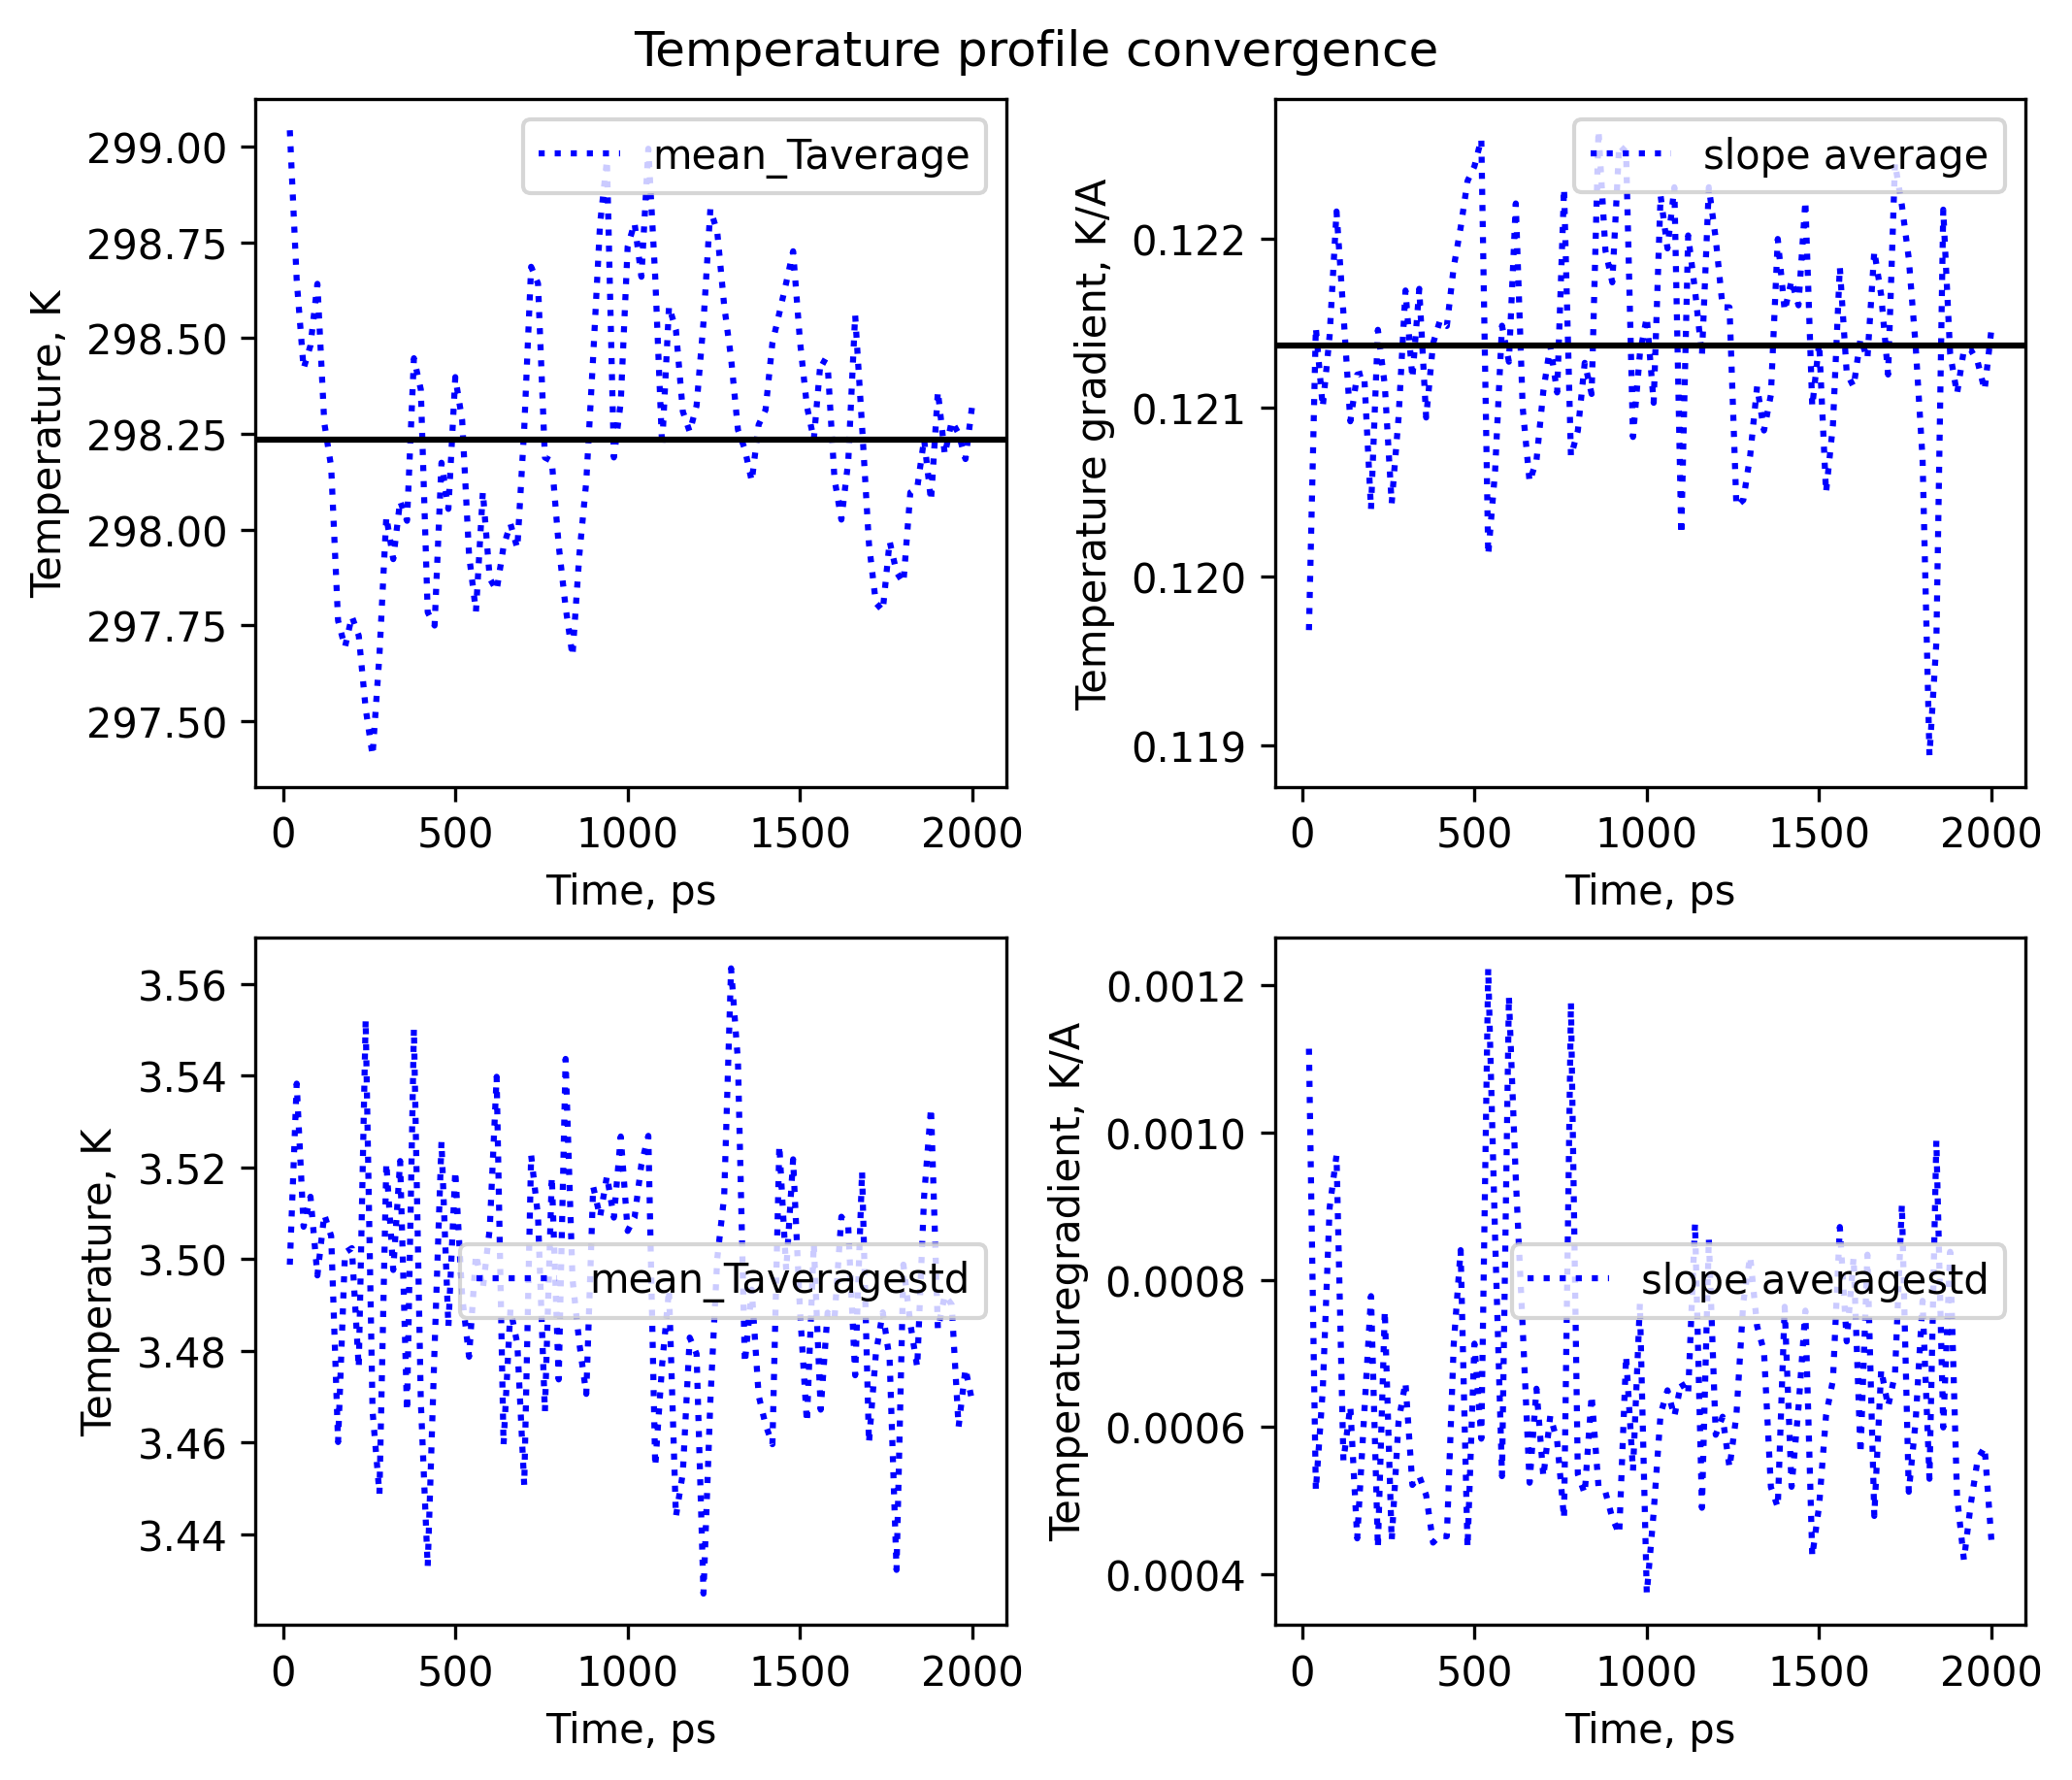 Temperature profile convergence
Temperature, K
299.00
298.75
298.50
298.25
298.00
297.75
297.50
mean_Taverage
0 500 1000 1500 2000
Time, ps
Temperature gradient, K/A
0.122
0.121
0.120
0.119
slope average
0 500 1000 1500 2000
Time, ps
Temperature, K
3.56
3.54
3.52
3.50
3.48
3.46
3.44
mean_Taveragestd
0 500 1000 1500 2000
Time, ps
Temperaturegradient, K/A
0.0012
0.0010
0.0008
0.0006
0.0004
slope averagestd
0 500 1000 1500 2000
Time, ps